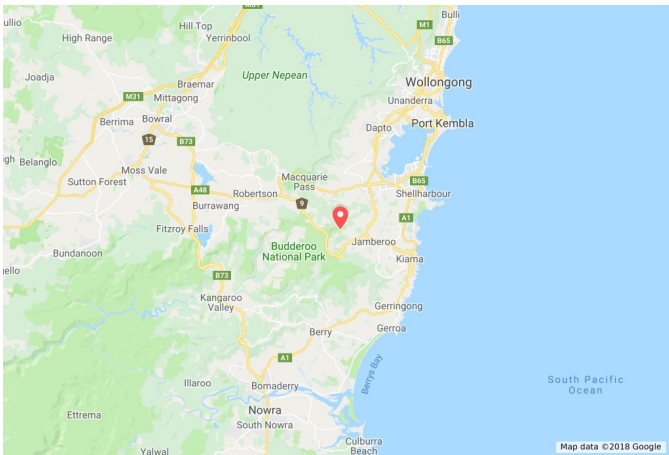 Bulli
ullio
Hill Top
M1
High Range
Yerrinbool
B65
Upper Nepean
Joadja
Braemar
Wollongong
M31
Mittagong
Unanderra
Berrima
Bowral
Dapto
Port Kembla
15
B73
igh
Belanglo
Moss Vale
Macquarie
Pass
B65
Sutton Forest
A48
Robertson
Shellharbour
Burrawang
9
A1
Fitzroy Falls
Jamberoo
Budderoo
National Park
Bundanoon
Kiama
gello
B73
Kangaroo
Valley
Gerringong
Berry
Gerroa
A1
Berrys Bay
Illaroo
Bomaderry
South Pacific
Ocean
Ettrema
Nowra
South Nowra
Culburra
Beach
Yalwal
Map data ©2018 Google